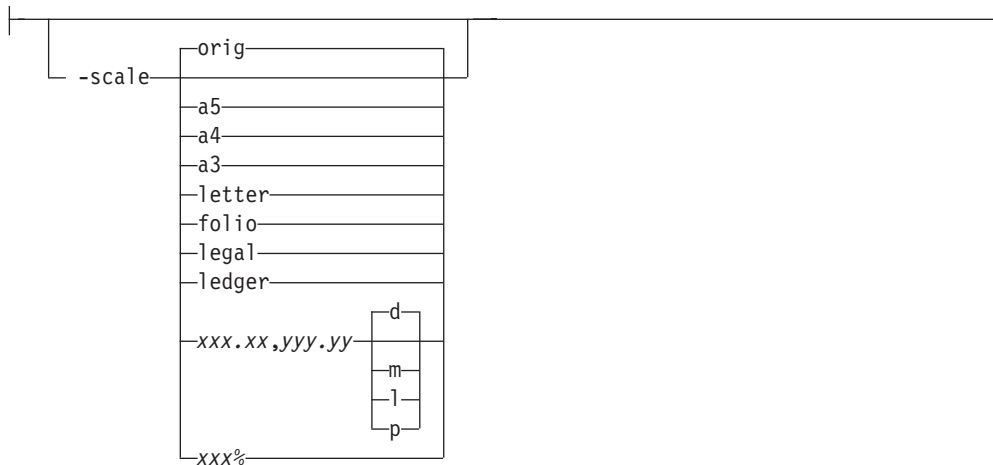 orig
-scale
a5
a4
a3
letter
folio
legal
ledger
d
xxx.xx,yyy.yy
m
l
p
xxx%